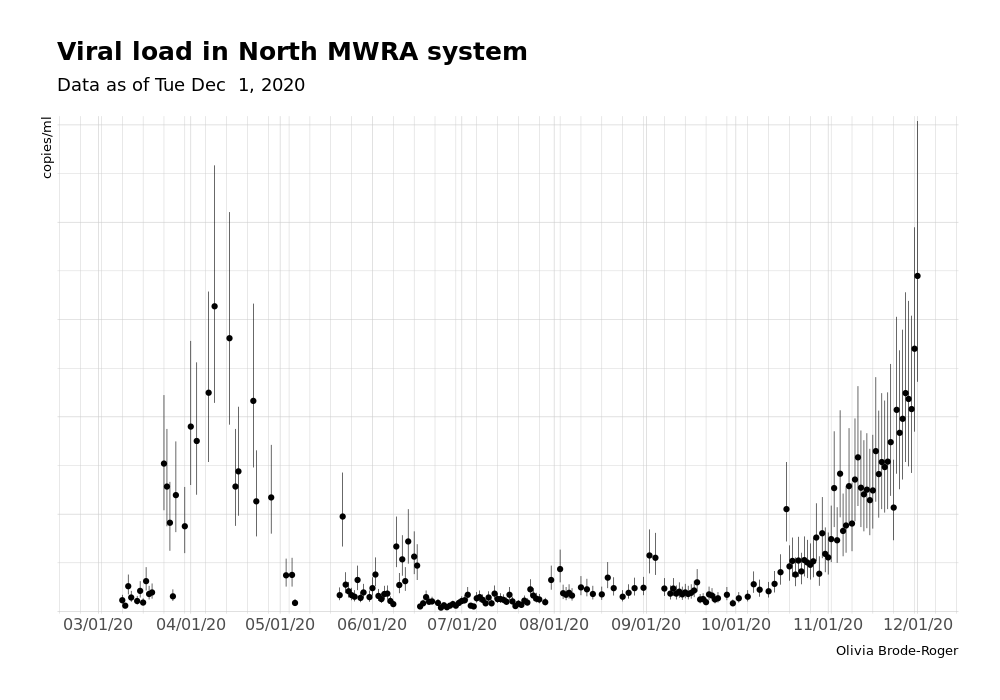 Viral load in North MWRA system
Data as of Tue Dec  1, 2020
copies/ml
03/01/20 04/01/20 05/01/20 06/01/20 07/01/20 08/01/20 09/01/20 10/01/20 11/01/20 12/01/20
Olivia Brode-Roger